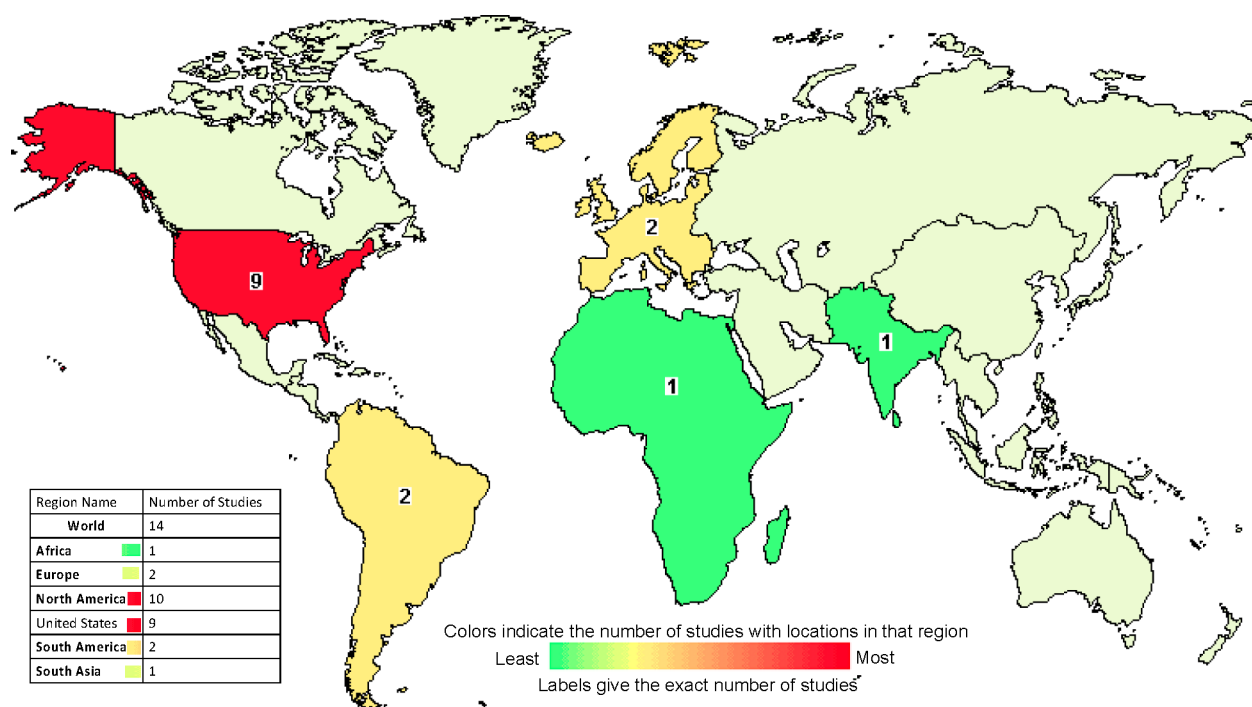 2
9
1
1
2
Region Name Number of Studies
World 14
Africa 1
Europe 2
North America 10
United States 9
South America 2
South Asia 1
Colors indicate the number of studies with locations in that region
Least Most
Labels give the exact number of studies